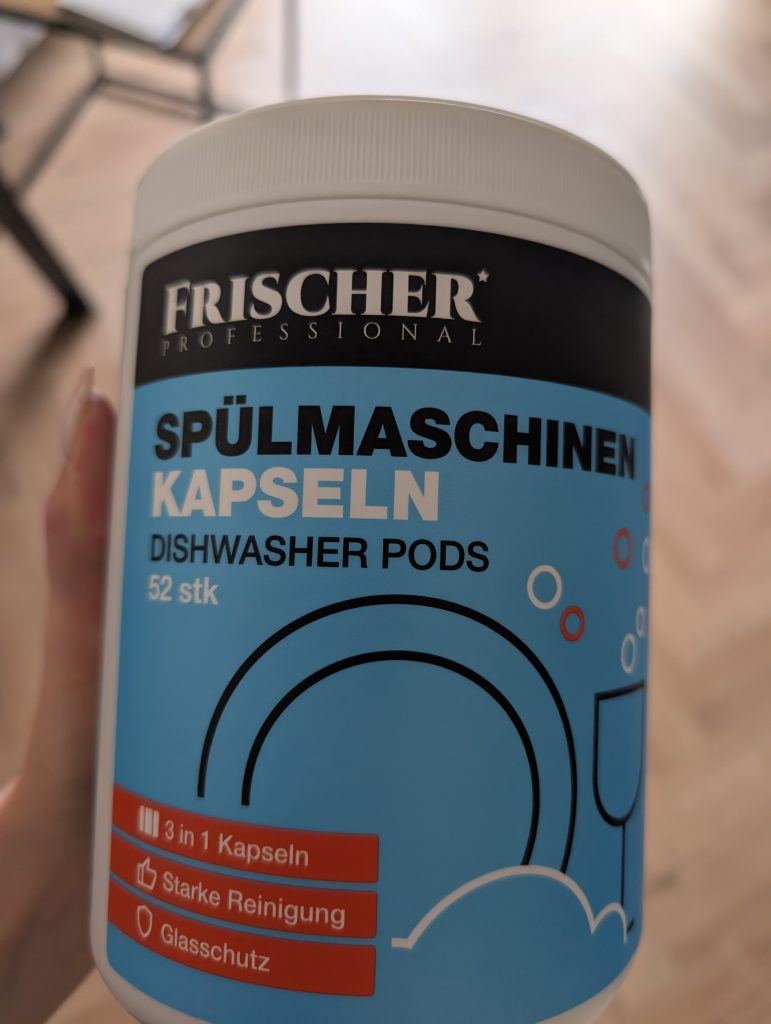 FRISCHER
PROFESSIONAL
SPÜLMASCHINEN
KAPSELN
DISHWASHER PODS
52 stk
3 in 1 Kapseln
Starke Reinigung
Glasschutz